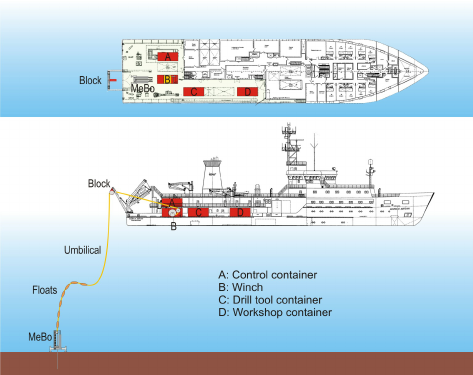 A
Block
B
MeBo
C
D
Block
A
C
D
B
Umbilical
Floats
MeBo
A: Control container
B: Winch
C: Drill tool container
D: Workshop container